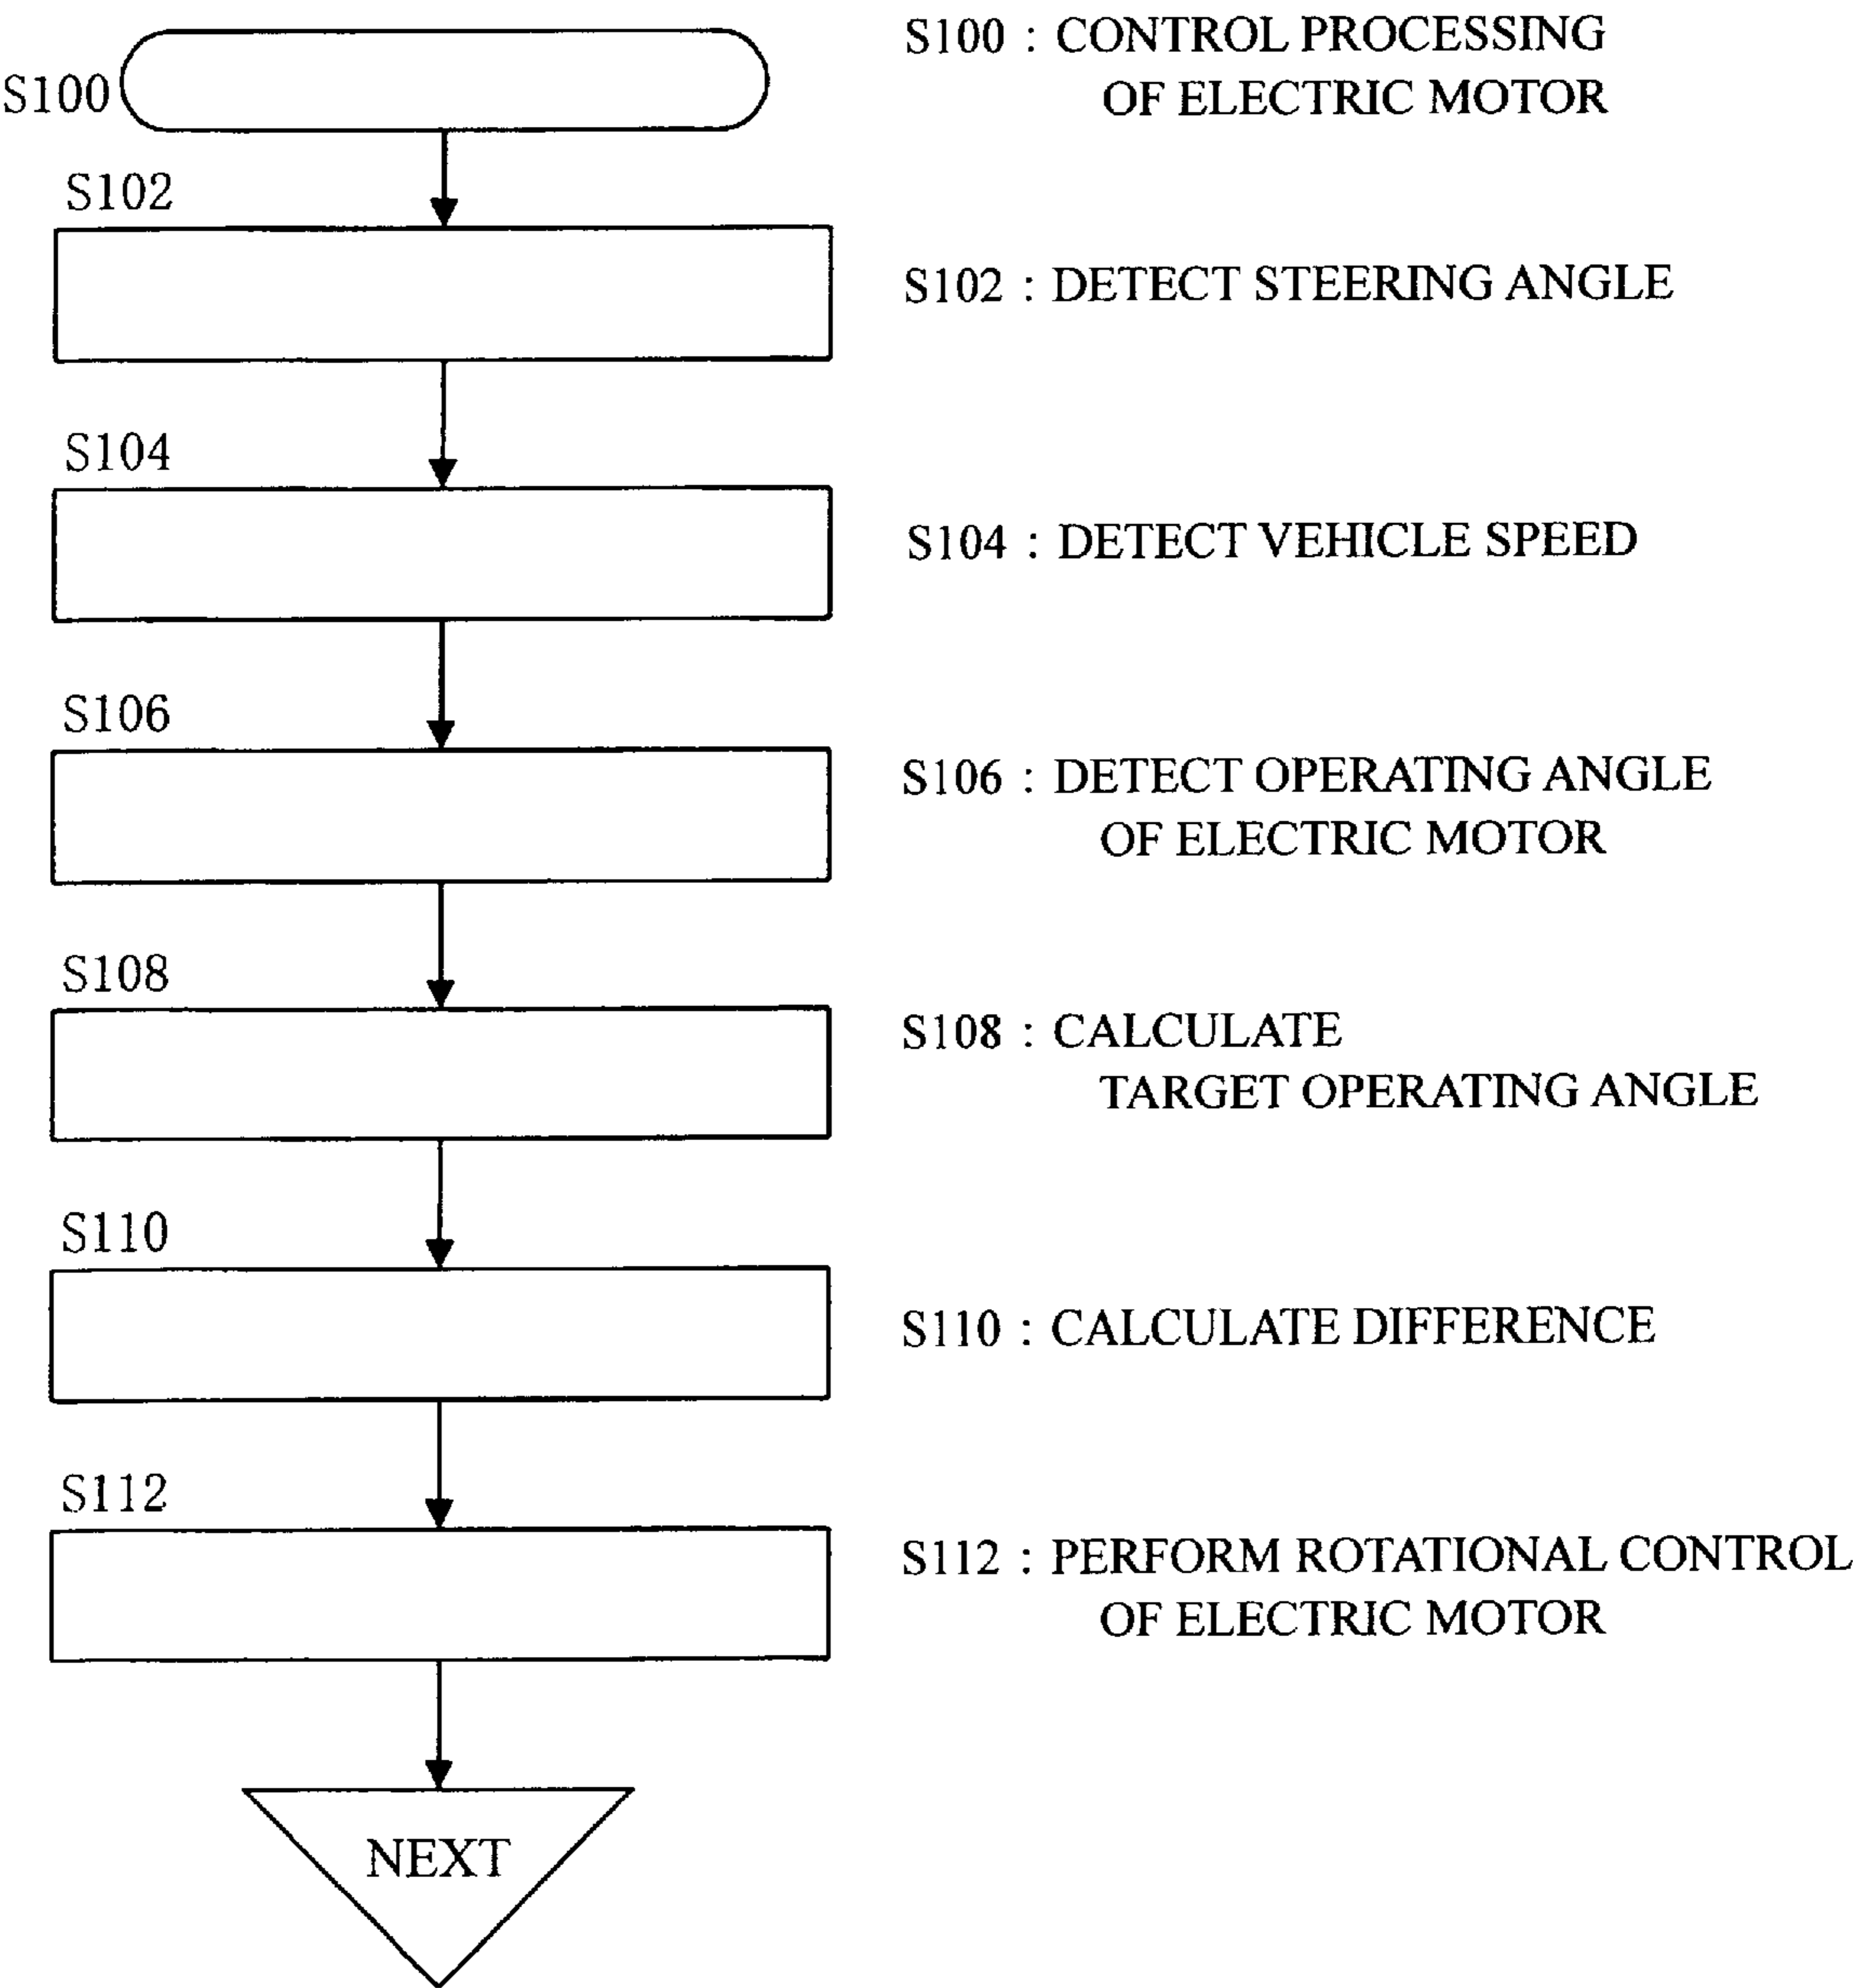 S100
S100 : CONTROL PROCESSING
OF ELECTRIC MOTOR
S102
S102 : DETECT STEERING ANGLE
S104
S104 : DETECT VEHICLE SPEED
S106
S106 : DETECT OPERATING ANGLE
OF ELECTRIC MOTOR
S108
S108 : CALCULATE
TARGET OPERATING ANGLE
S110
S110 : CALCULATE DIFFERENCE
S112
S112 : PERFORM ROTATIONAL CONTROL
OF ELECTRIC MOTOR
NEXT